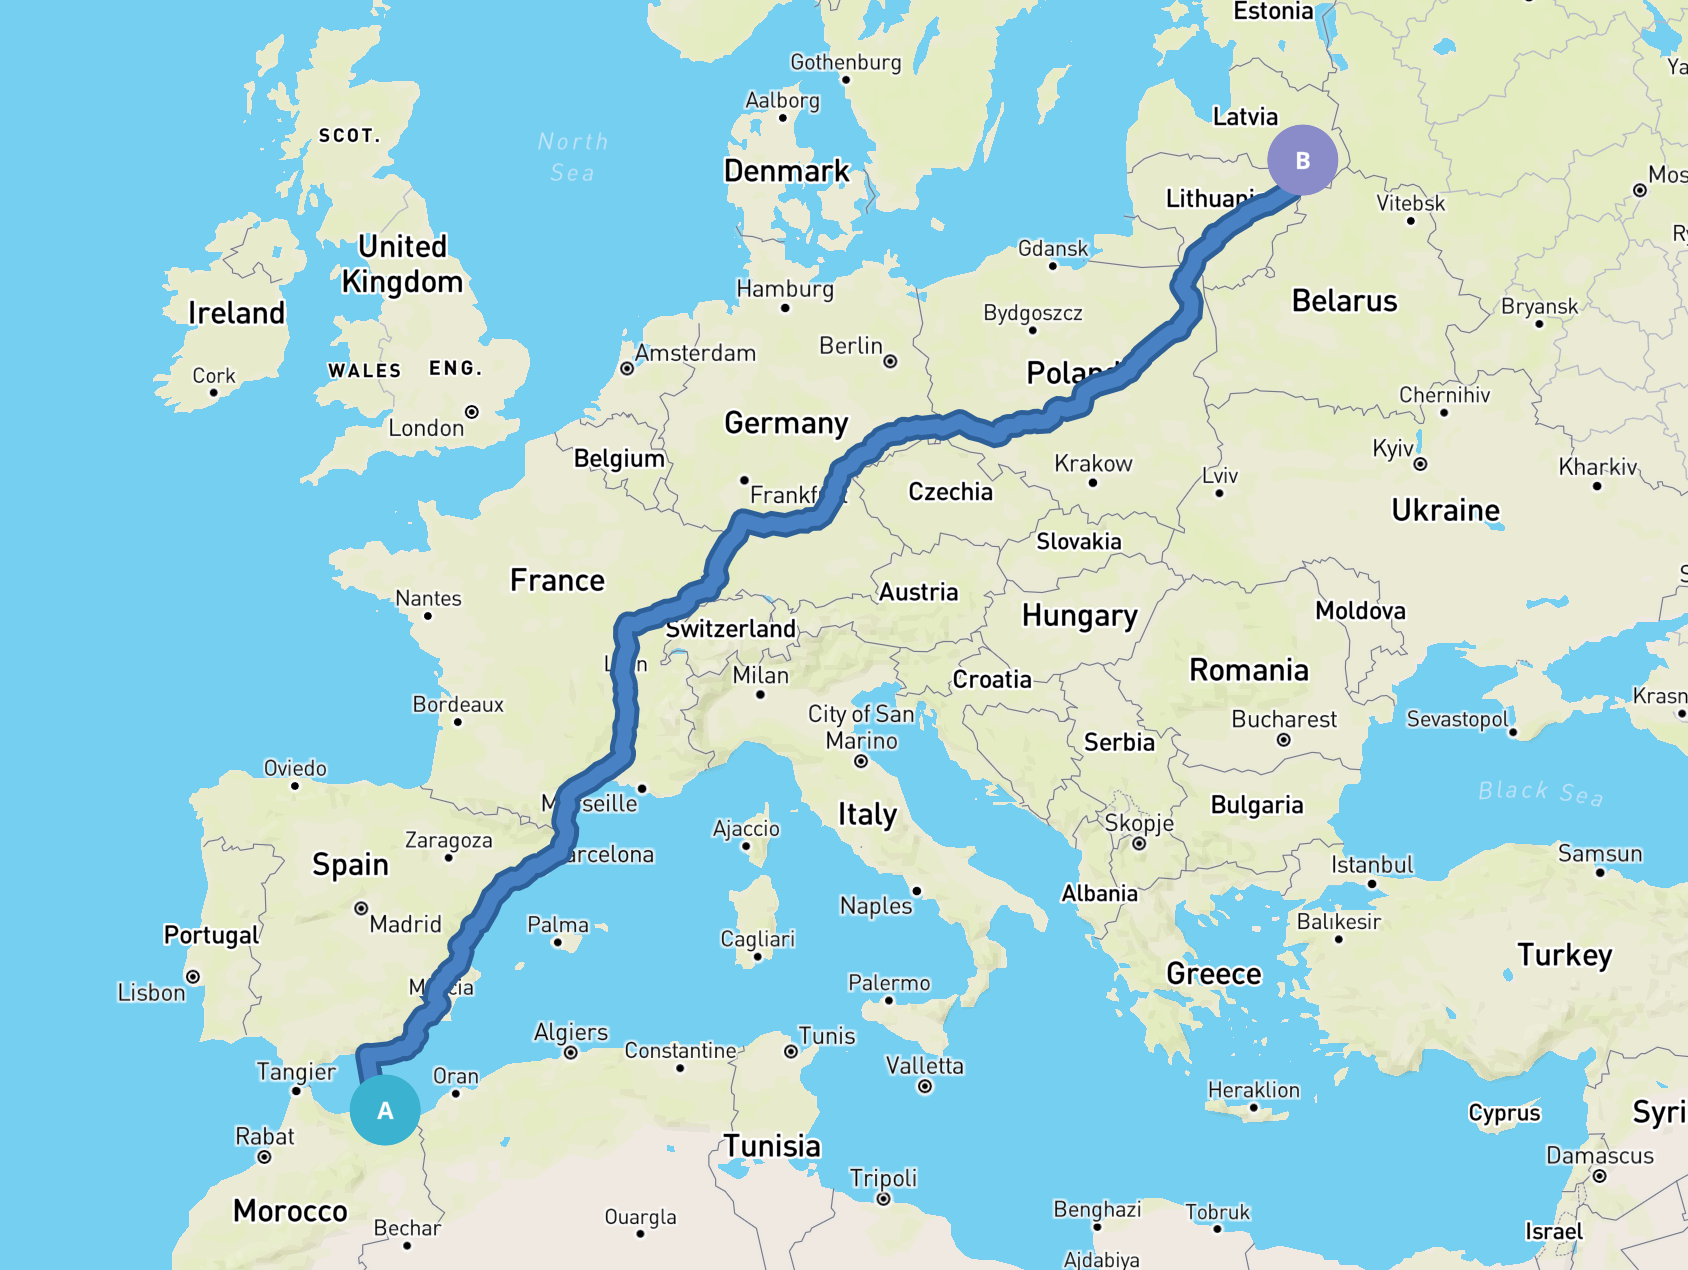 Estonia
Gothenburg
Aalborg
Latvia
SCOT.
North
Sea
B
Denmark
Lithuani
Vitebsk
Mos
Ya
Ry
United
Kingdom
Gdansk
Hamburg
Ireland
Bydgoszcz
Belarus
Bryansk
Amsterdam
Berlin
WALES
ENG.
Cork
Poland
Chernihiv
London
Germany
Belgium
Kyiv
Krakow
Lviv
Kharkiv
Czechia
Ukraine
Slovakia
France
Nantes
Austria
Hungary
Moldova
Switzerland
Milan
Croatia
Romania
Krasn
Bordeaux
City of San
Marino
Bucharest
Sevastopol
Serbia
Oviedo
Black Sea
Bulgaria
Italy
Ajaccio
Skopje
Zaragoza
Spain
arcelona
Istanbul
Samsun
Albania
Naples
Madrid
Palma
Balıkesir
Portugal
Cagliari
Turkey
Lisbon
Palermo
Greece
Algiers
Tunis
Constantine
Valletta
Tangier
Oran
Heraklion
A
Cyprus
Syri
Rabat
Tunisia
Damascus
Tripoli
Morocco
Bechar
Ouargla
Benghazi
Tobruk
Israel
Ajdabiya